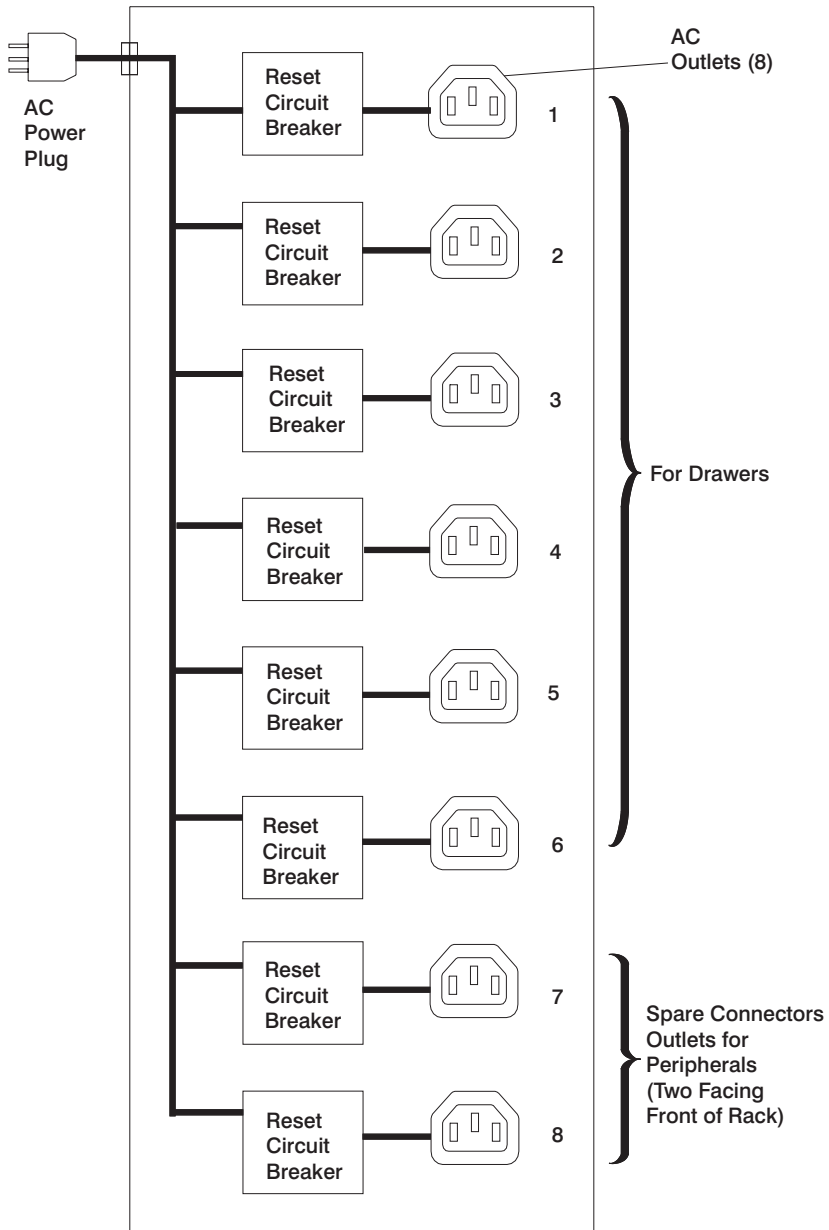 AC
Power
Plug
AC
Outlets (8)
Reset
Circuit
Breaker
1
Reset
Circuit
Breaker
2
Reset
Circuit
Breaker
3
Reset
Circuit
Breaker
4
Reset
Circuit
Breaker
5
Reset
Circuit
Breaker
6
For Drawers
Reset
Circuit
Breaker
7
Reset
Circuit
Breaker
8
Spare Connectors
Outlets for
Peripherals
(Two Facing
Front of Rack)